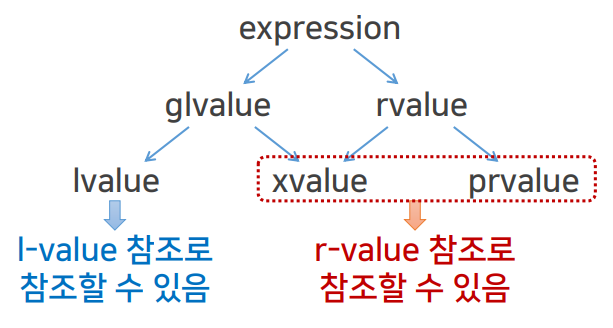 expression
glvalue
rvalue
lvalue
xvalue
prvalue
l-value 참조로
참조할 수 있음
r-value 참조로
참조할 수 있음